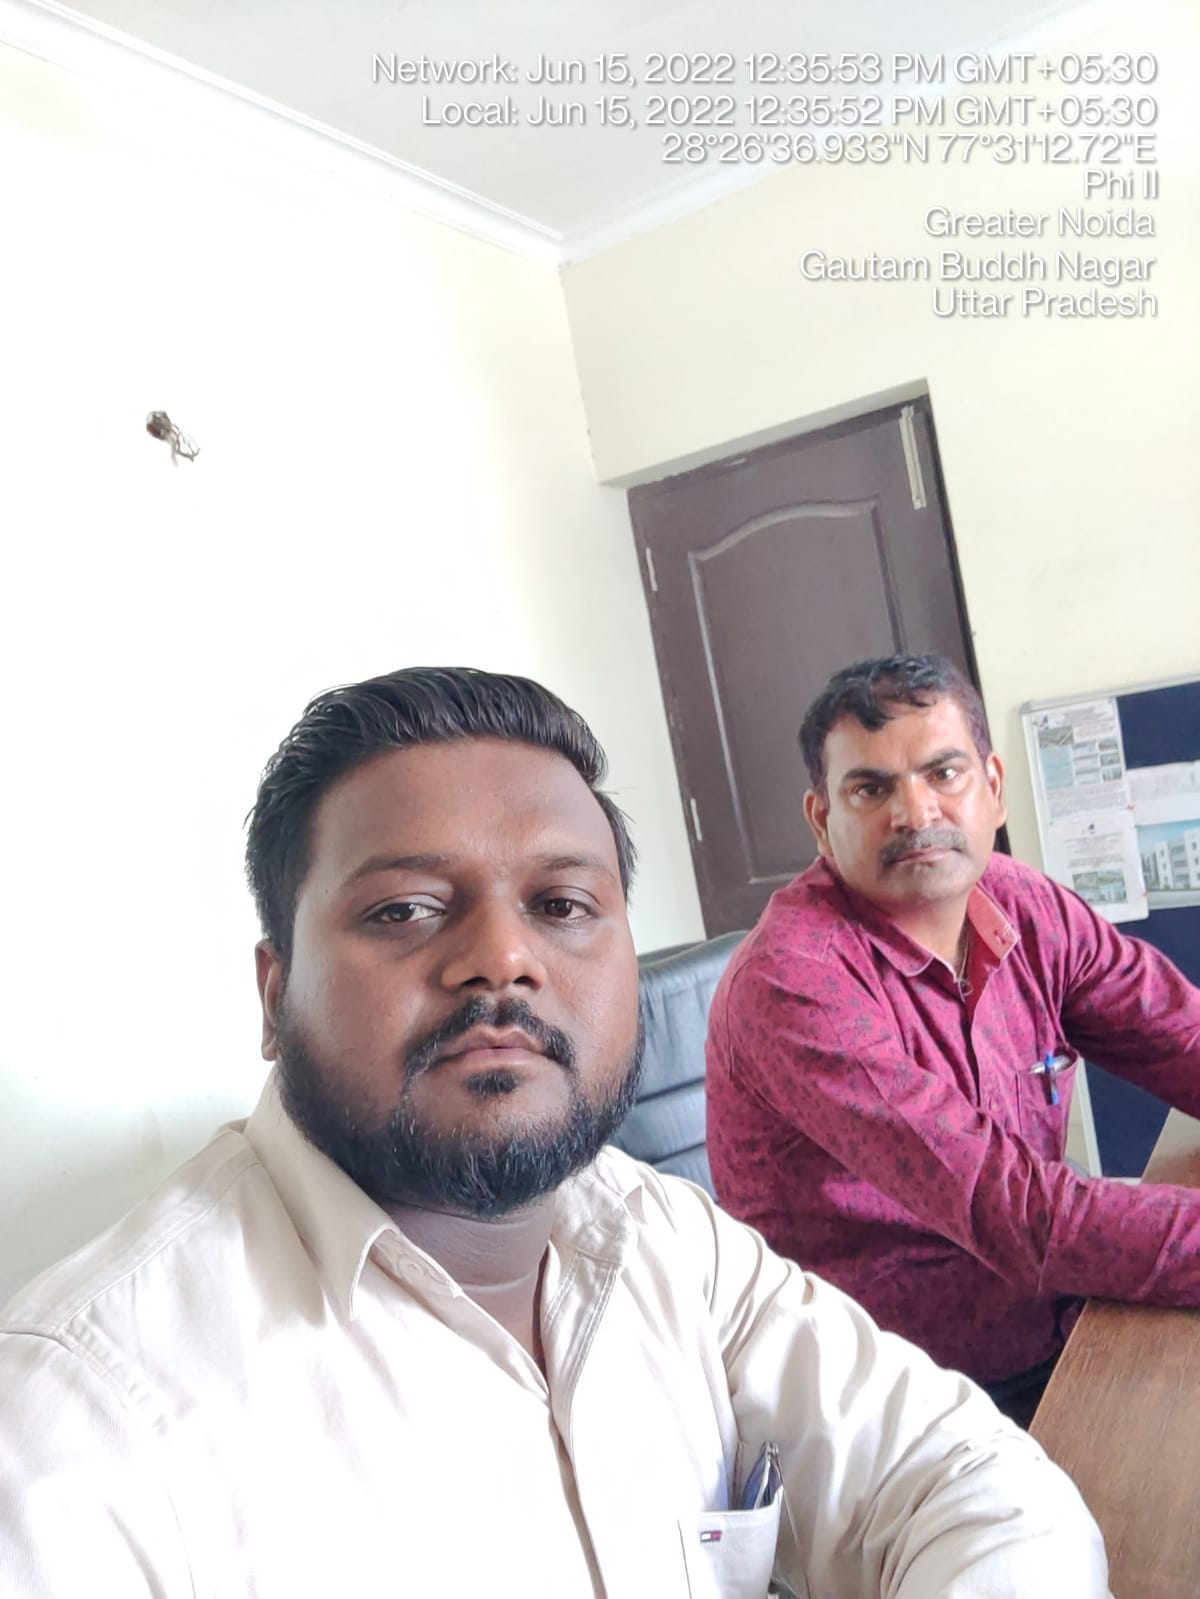 Network: Jun 15, 2022 12:35:53 PM GMT+05:30
Local: Jun 15, 2022 12:35:52 PM GMT+05:30
28°26'36.933"N 77°31'12.72"E
Phi II
Greater Noida
Gautam Buddh Nagar
Uttar Pradesh